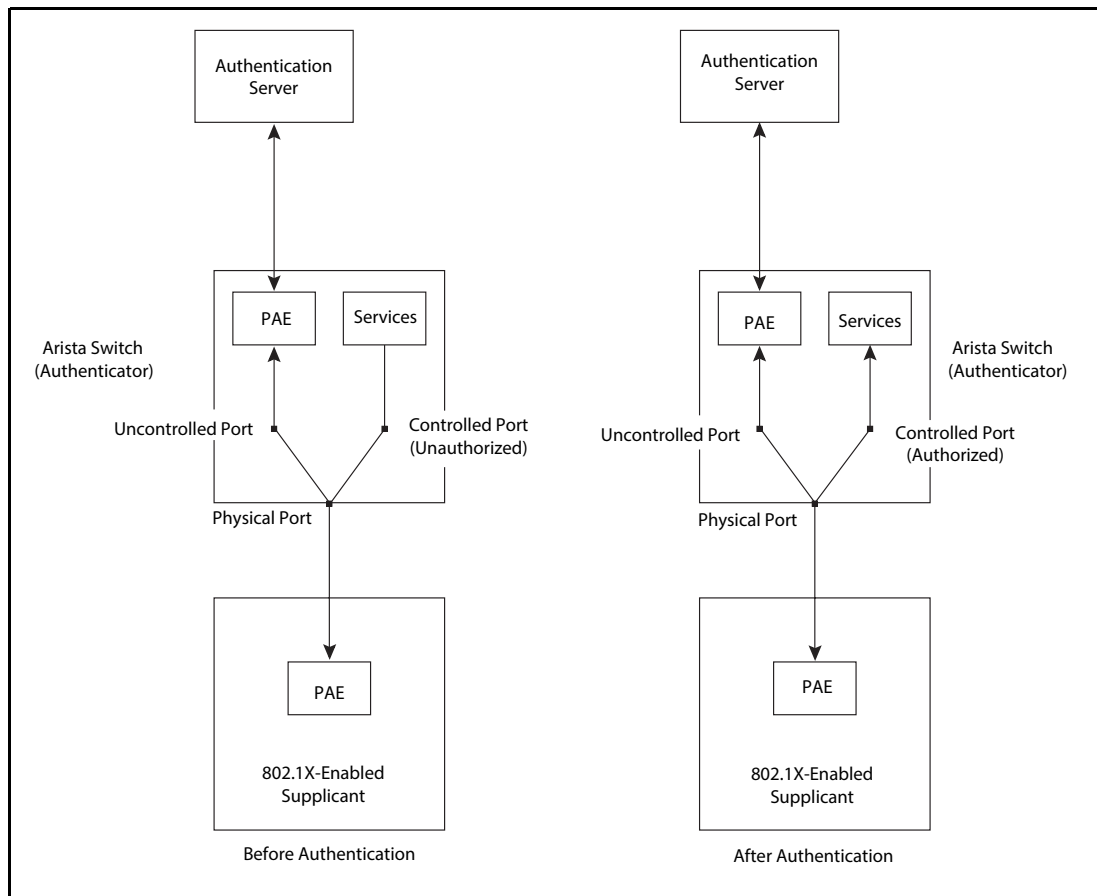 Authentication
Server
PAE
Services
Arista Switch
(Authenticator)
Uncontrolled Port
Controlled Port
(Unauthorized)
Physical Port
PAE
802.1X-Enabled
Supplicant
Before Authentication
Authentication
Server
PAE
Services
Arista Switch
(Authenticator)
Uncontrolled Port
Controlled Port
(Authorized)
Physical Port
PAE
802.1X-Enabled
Supplicant
After Authentication